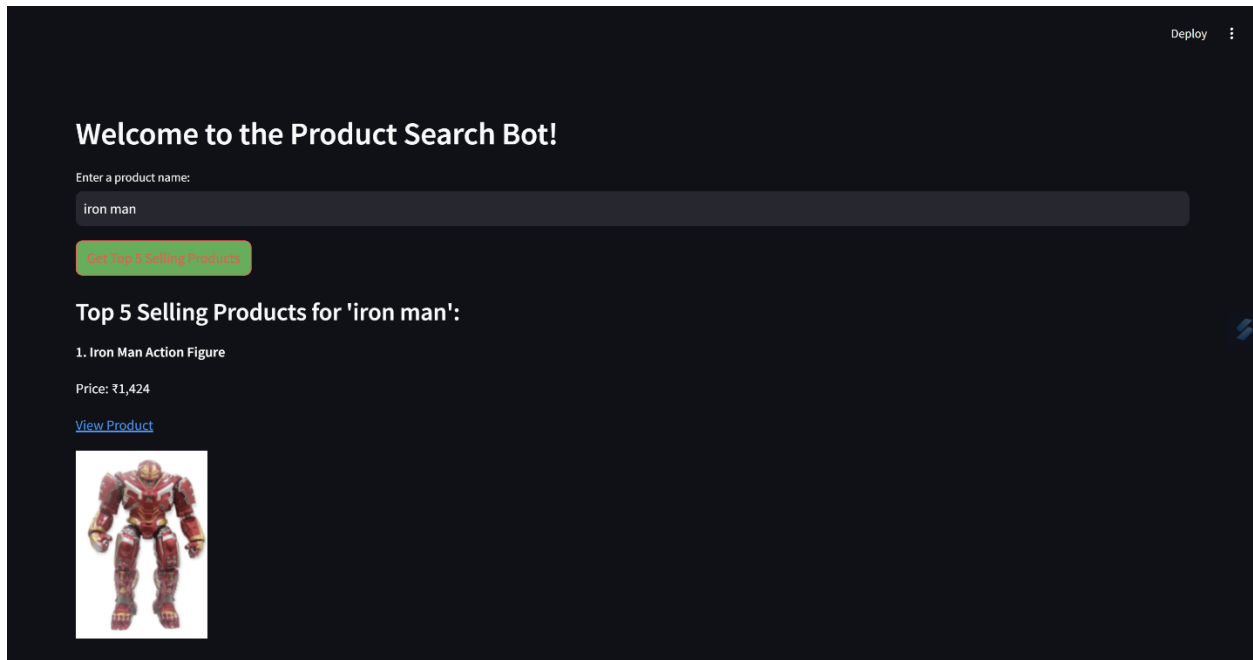 Deploy
Welcome to the Product Search Bot!
Enter a product name:
iron man
Get Top 5 Selling Products
Top 5 Selling Products for 'iron man':
1. Iron Man Action Figure
Price: ₹1,424
View Product